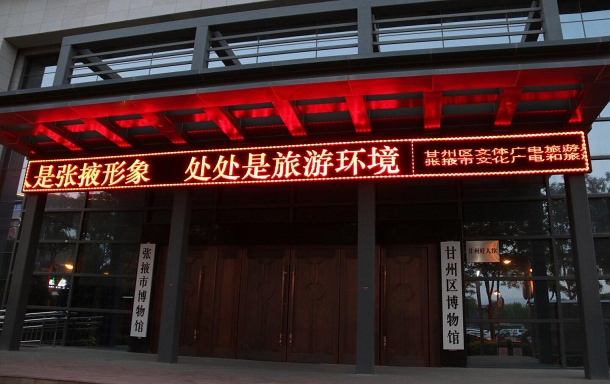 是张掖形象 处处是旅游环境
甘州区文体广电旅游
张掖市文化广电和旅
张掖市博物馆
甘州区博物馆